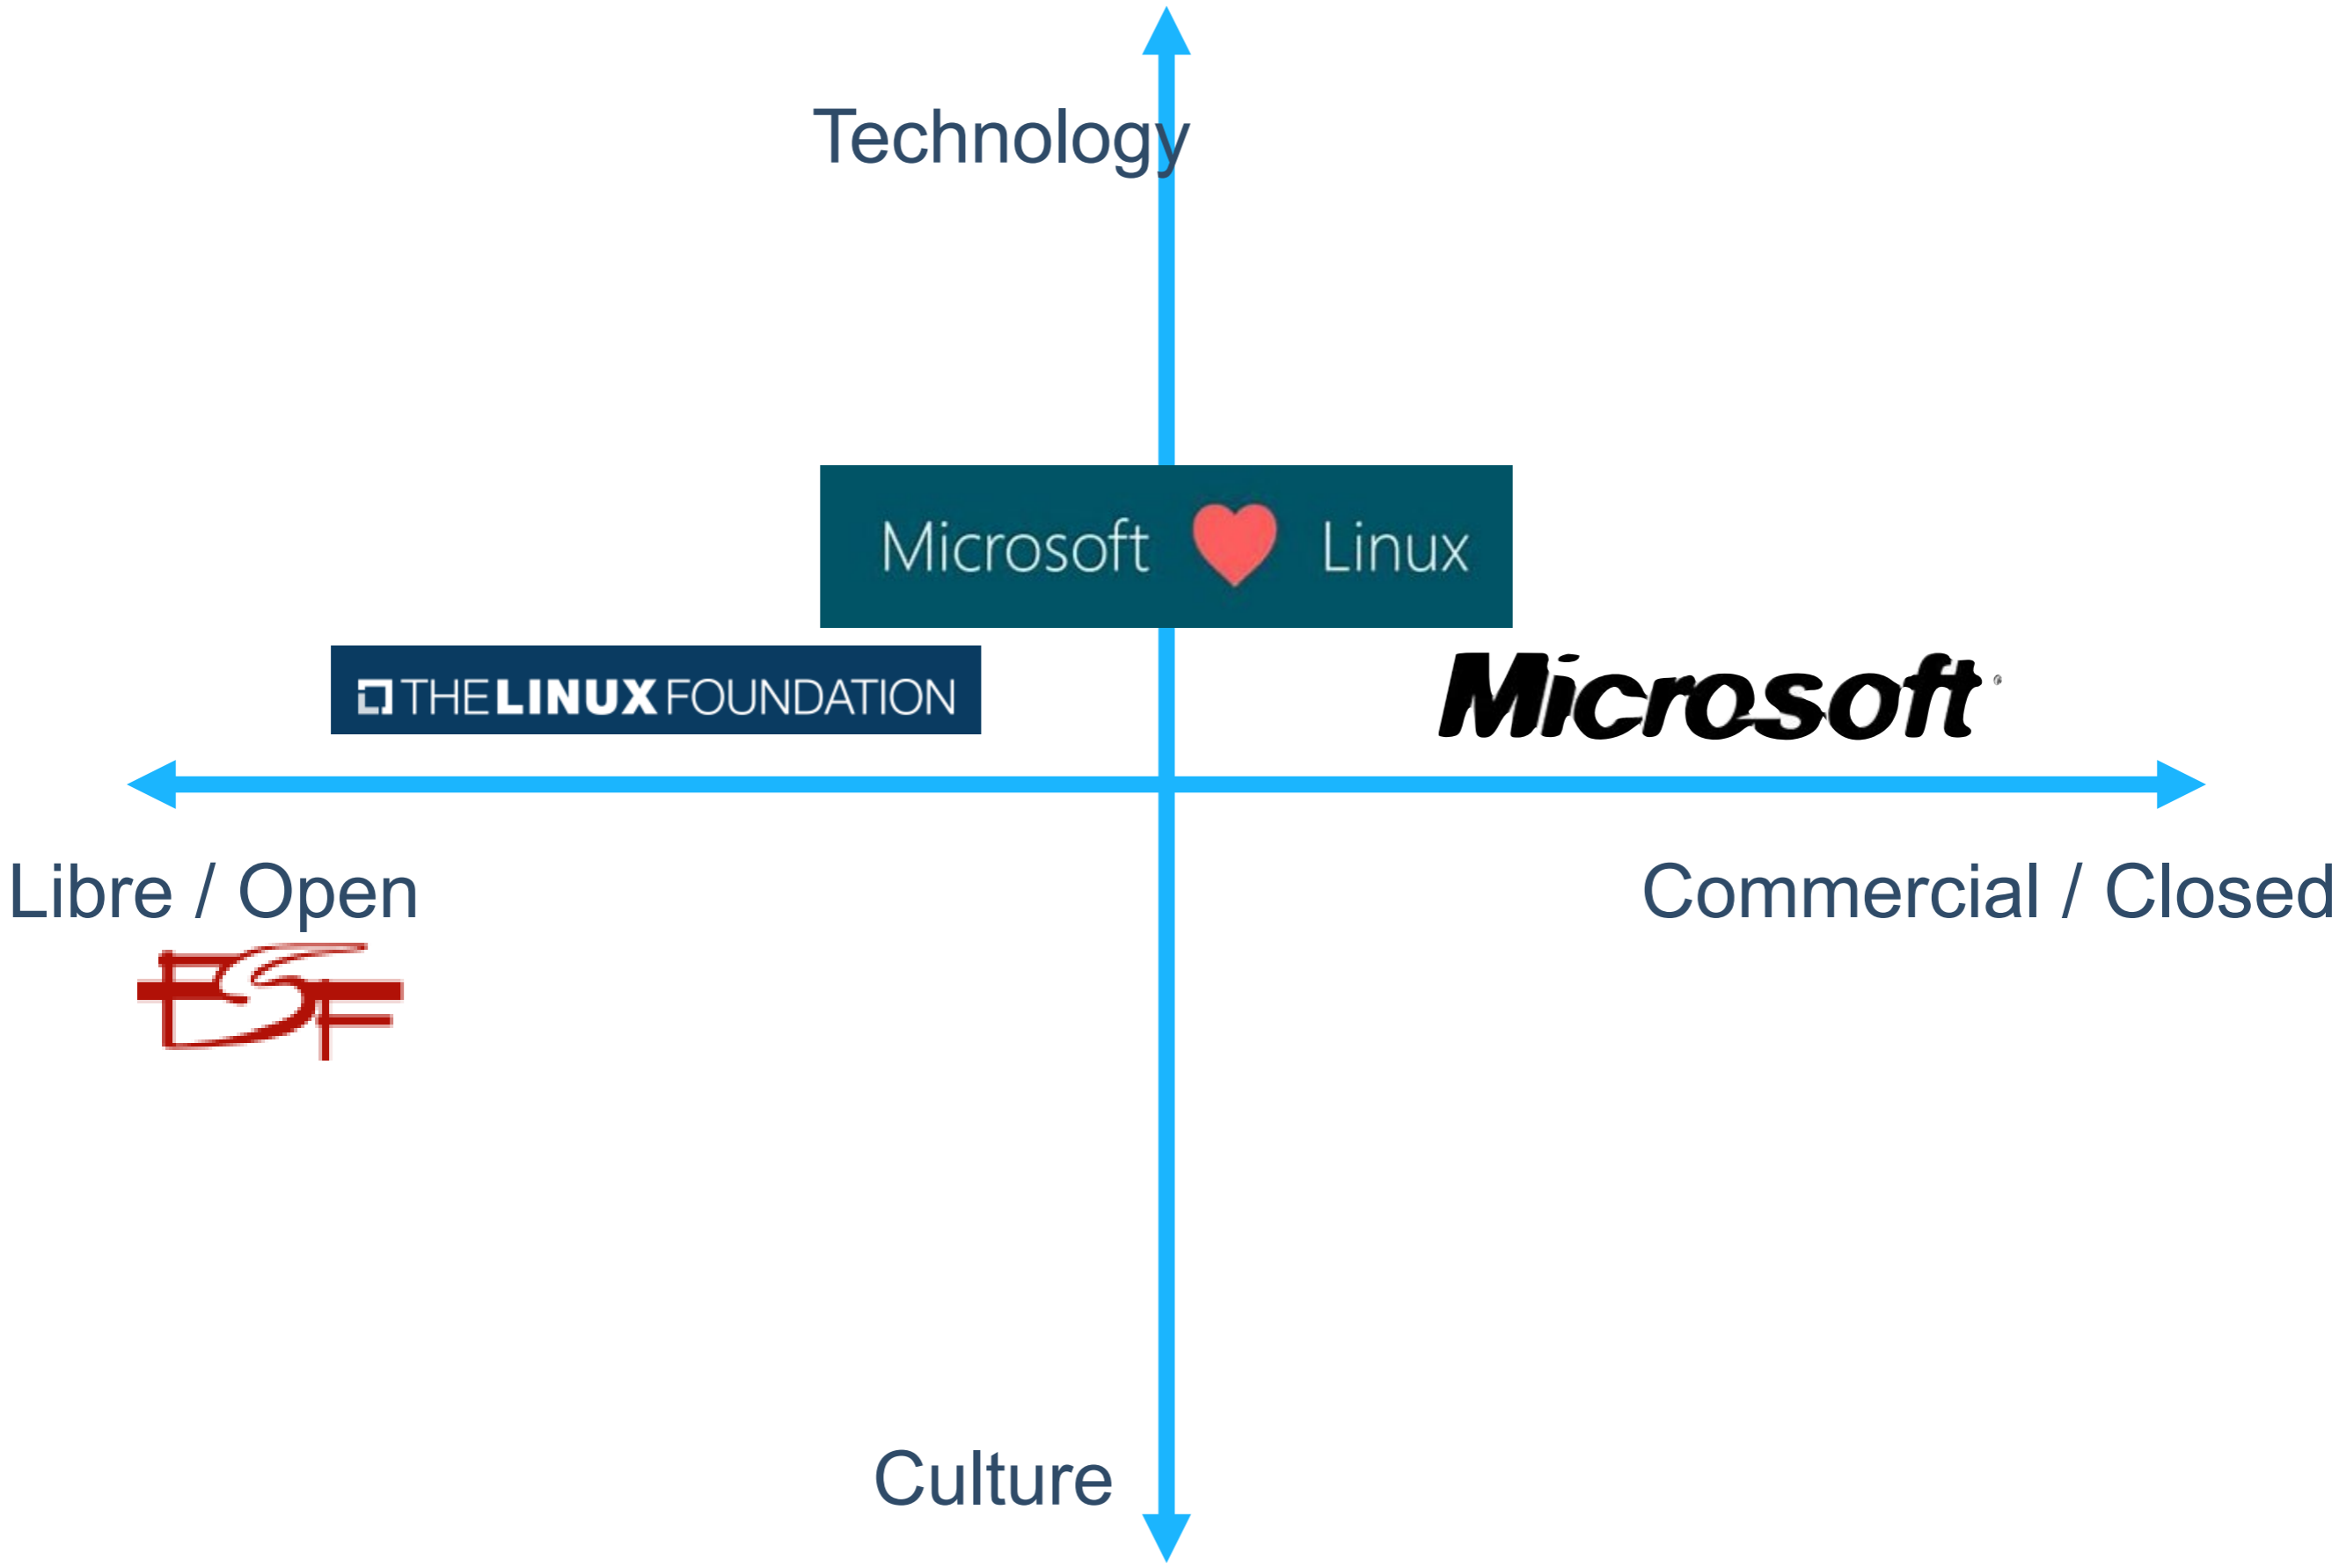 Technology
Microsoft ♥ Linux
THE LINUX FOUNDATION
Microsoft®
Libre / Open
Commercial / Closed
FSF
Culture